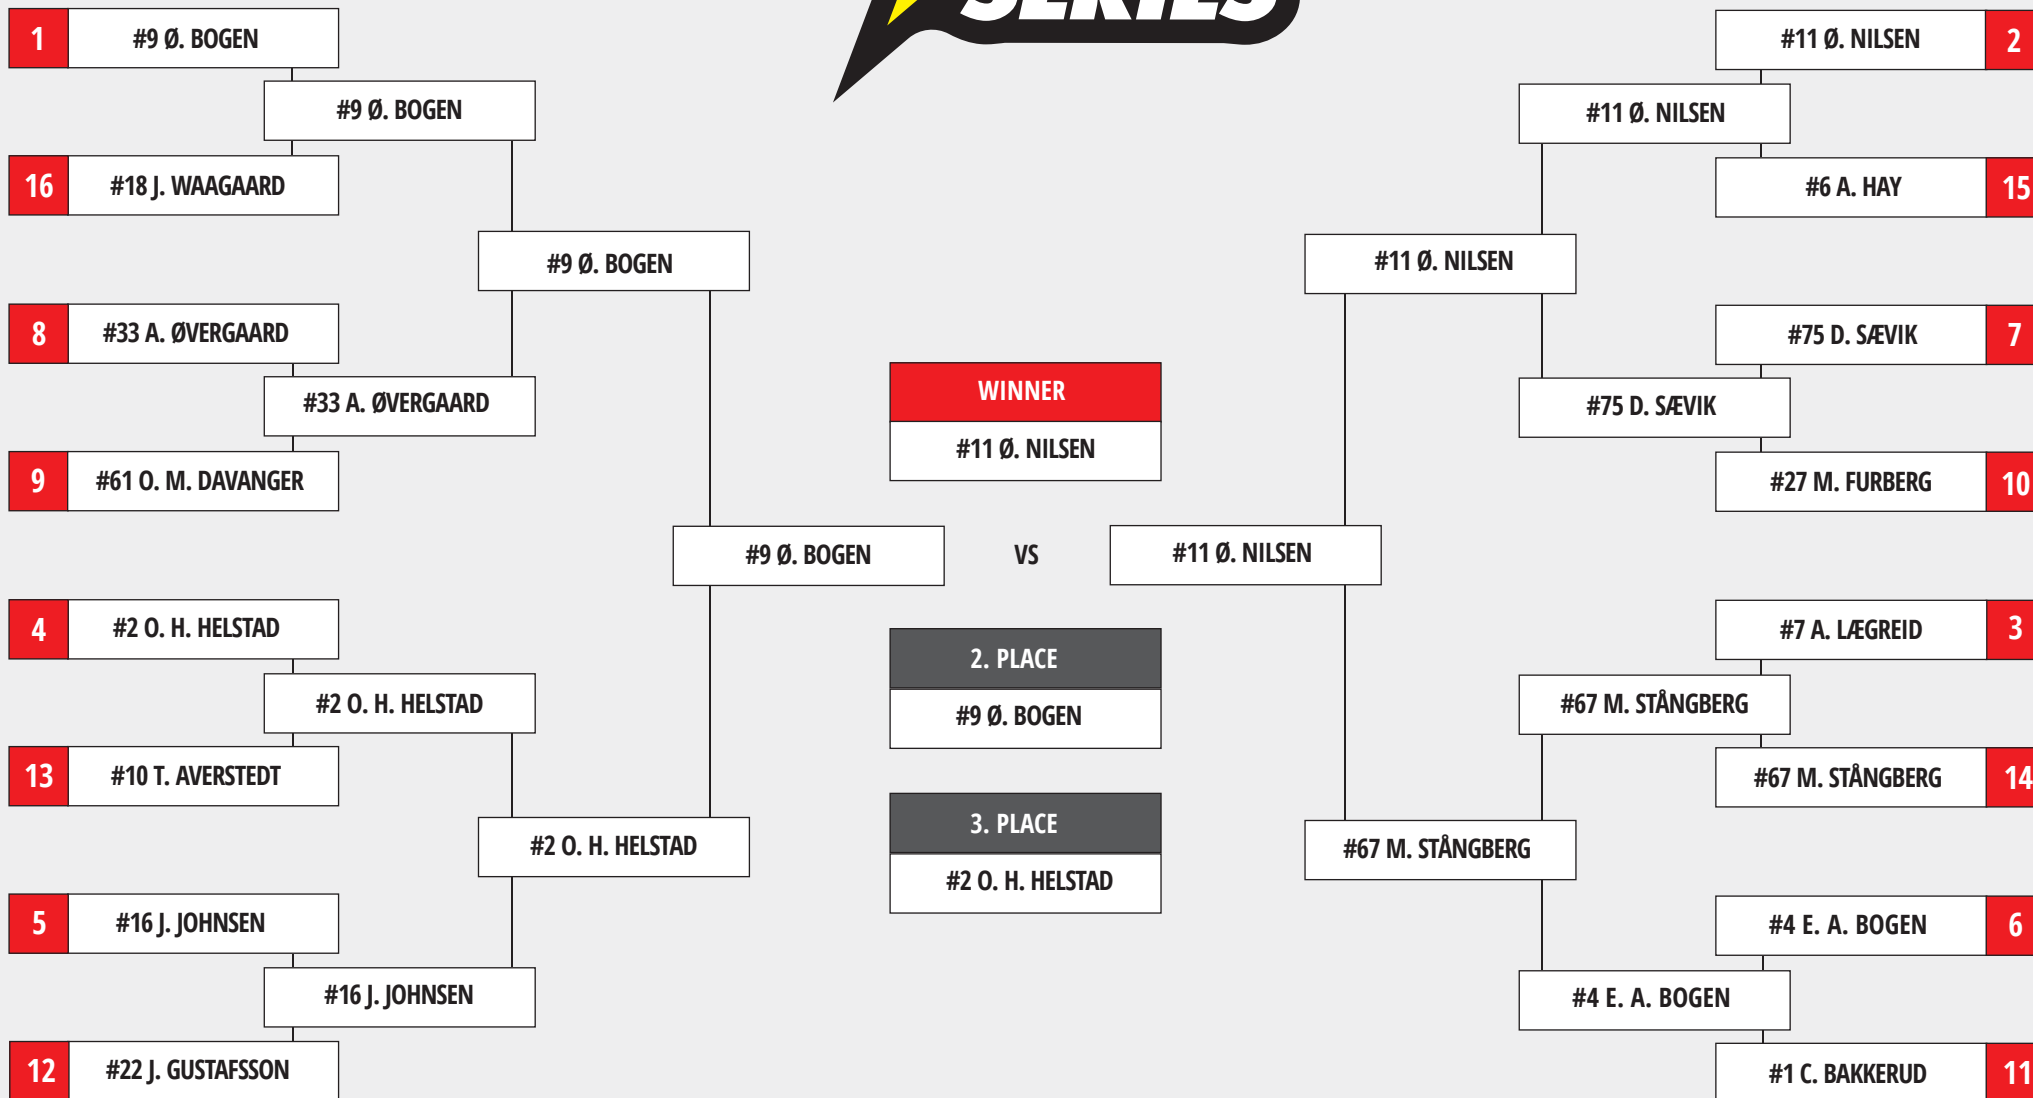 SERIES
1 #9 Ø. BOGEN
#11 Ø. NILSEN 2
#9 Ø. BOGEN
#11 Ø. NILSEN
16 #18 J. WAAGAARD
#6 A. HAY 15
#9 Ø. BOGEN
#11 Ø. NILSEN
8 #33 A. ØVERGAARD
#75 D. SÆVIK 7
#33 A. ØVERGAARD
WINNER
#75 D. SÆVIK
#11 Ø. NILSEN
9 #61 O. M. DAVANGER
#27 M. FURBERG 10
#9 Ø. BOGEN VS #11 Ø. NILSEN
4 #2 O. H. HELSTAD
#7 A. LÆGREID 3
2. PLACE
#2 O. H. HELSTAD
#9 Ø. BOGEN
#67 M. STÅNGBERG
13 #10 T. AVERSTEDT
#67 M. STÅNGBERG 14
3. PLACE
#2 O. H. HELSTAD
#67 M. STÅNGBERG
#2 O. H. HELSTAD
5 #16 J. JOHNSEN
#4 E. A. BOGEN 6
#16 J. JOHNSEN
#4 E. A. BOGEN
12 #22 J. GUSTAFSSON
#1 C. BAKKERUD 11